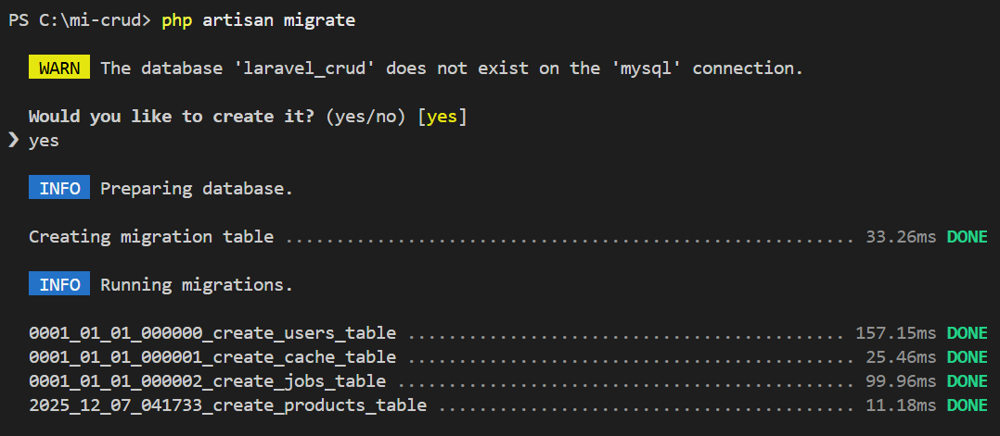 PS C:\mi-crud> php artisan migrate
WARN The database 'laravel_crud' does not exist on the 'mysql' connection.
Would you like to create it? (yes/no) [yes]
❯ yes
INFO Preparing database.
Creating migration table ........................................................ 33.26ms DONE
INFO Running migrations.
0001_01_01_000000_create_users_table ........................................... 157.15ms DONE
0001_01_01_000001_create_cache_table ............................................ 25.46ms DONE
0001_01_01_000002_create_jobs_table ............................................. 99.96ms DONE
2025_12_07_041733_create_products_table ......................................... 11.18ms DONE